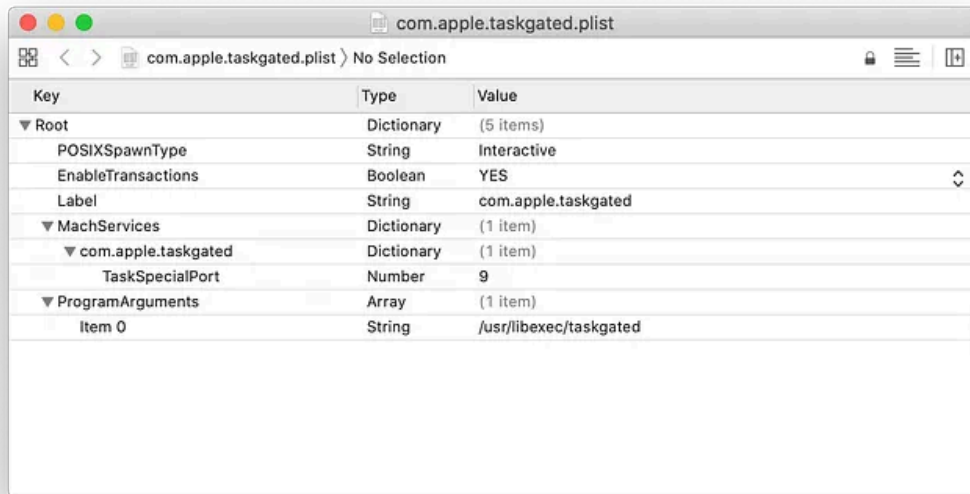 com.apple.taskgated.plist
com.apple.taskgated.plist 〉 No Selection
Key Type Value
Root Dictionary (5 items)
POSIXSpawnType String Interactive
EnableTransactions Boolean YES
Label String com.apple.taskgated
MachServices Dictionary (1 item)
com.apple.taskgated Dictionary (1 item)
TaskSpecialPort Number 9
ProgramArguments Array (1 item)
Item 0 String /usr/libexec/taskgated